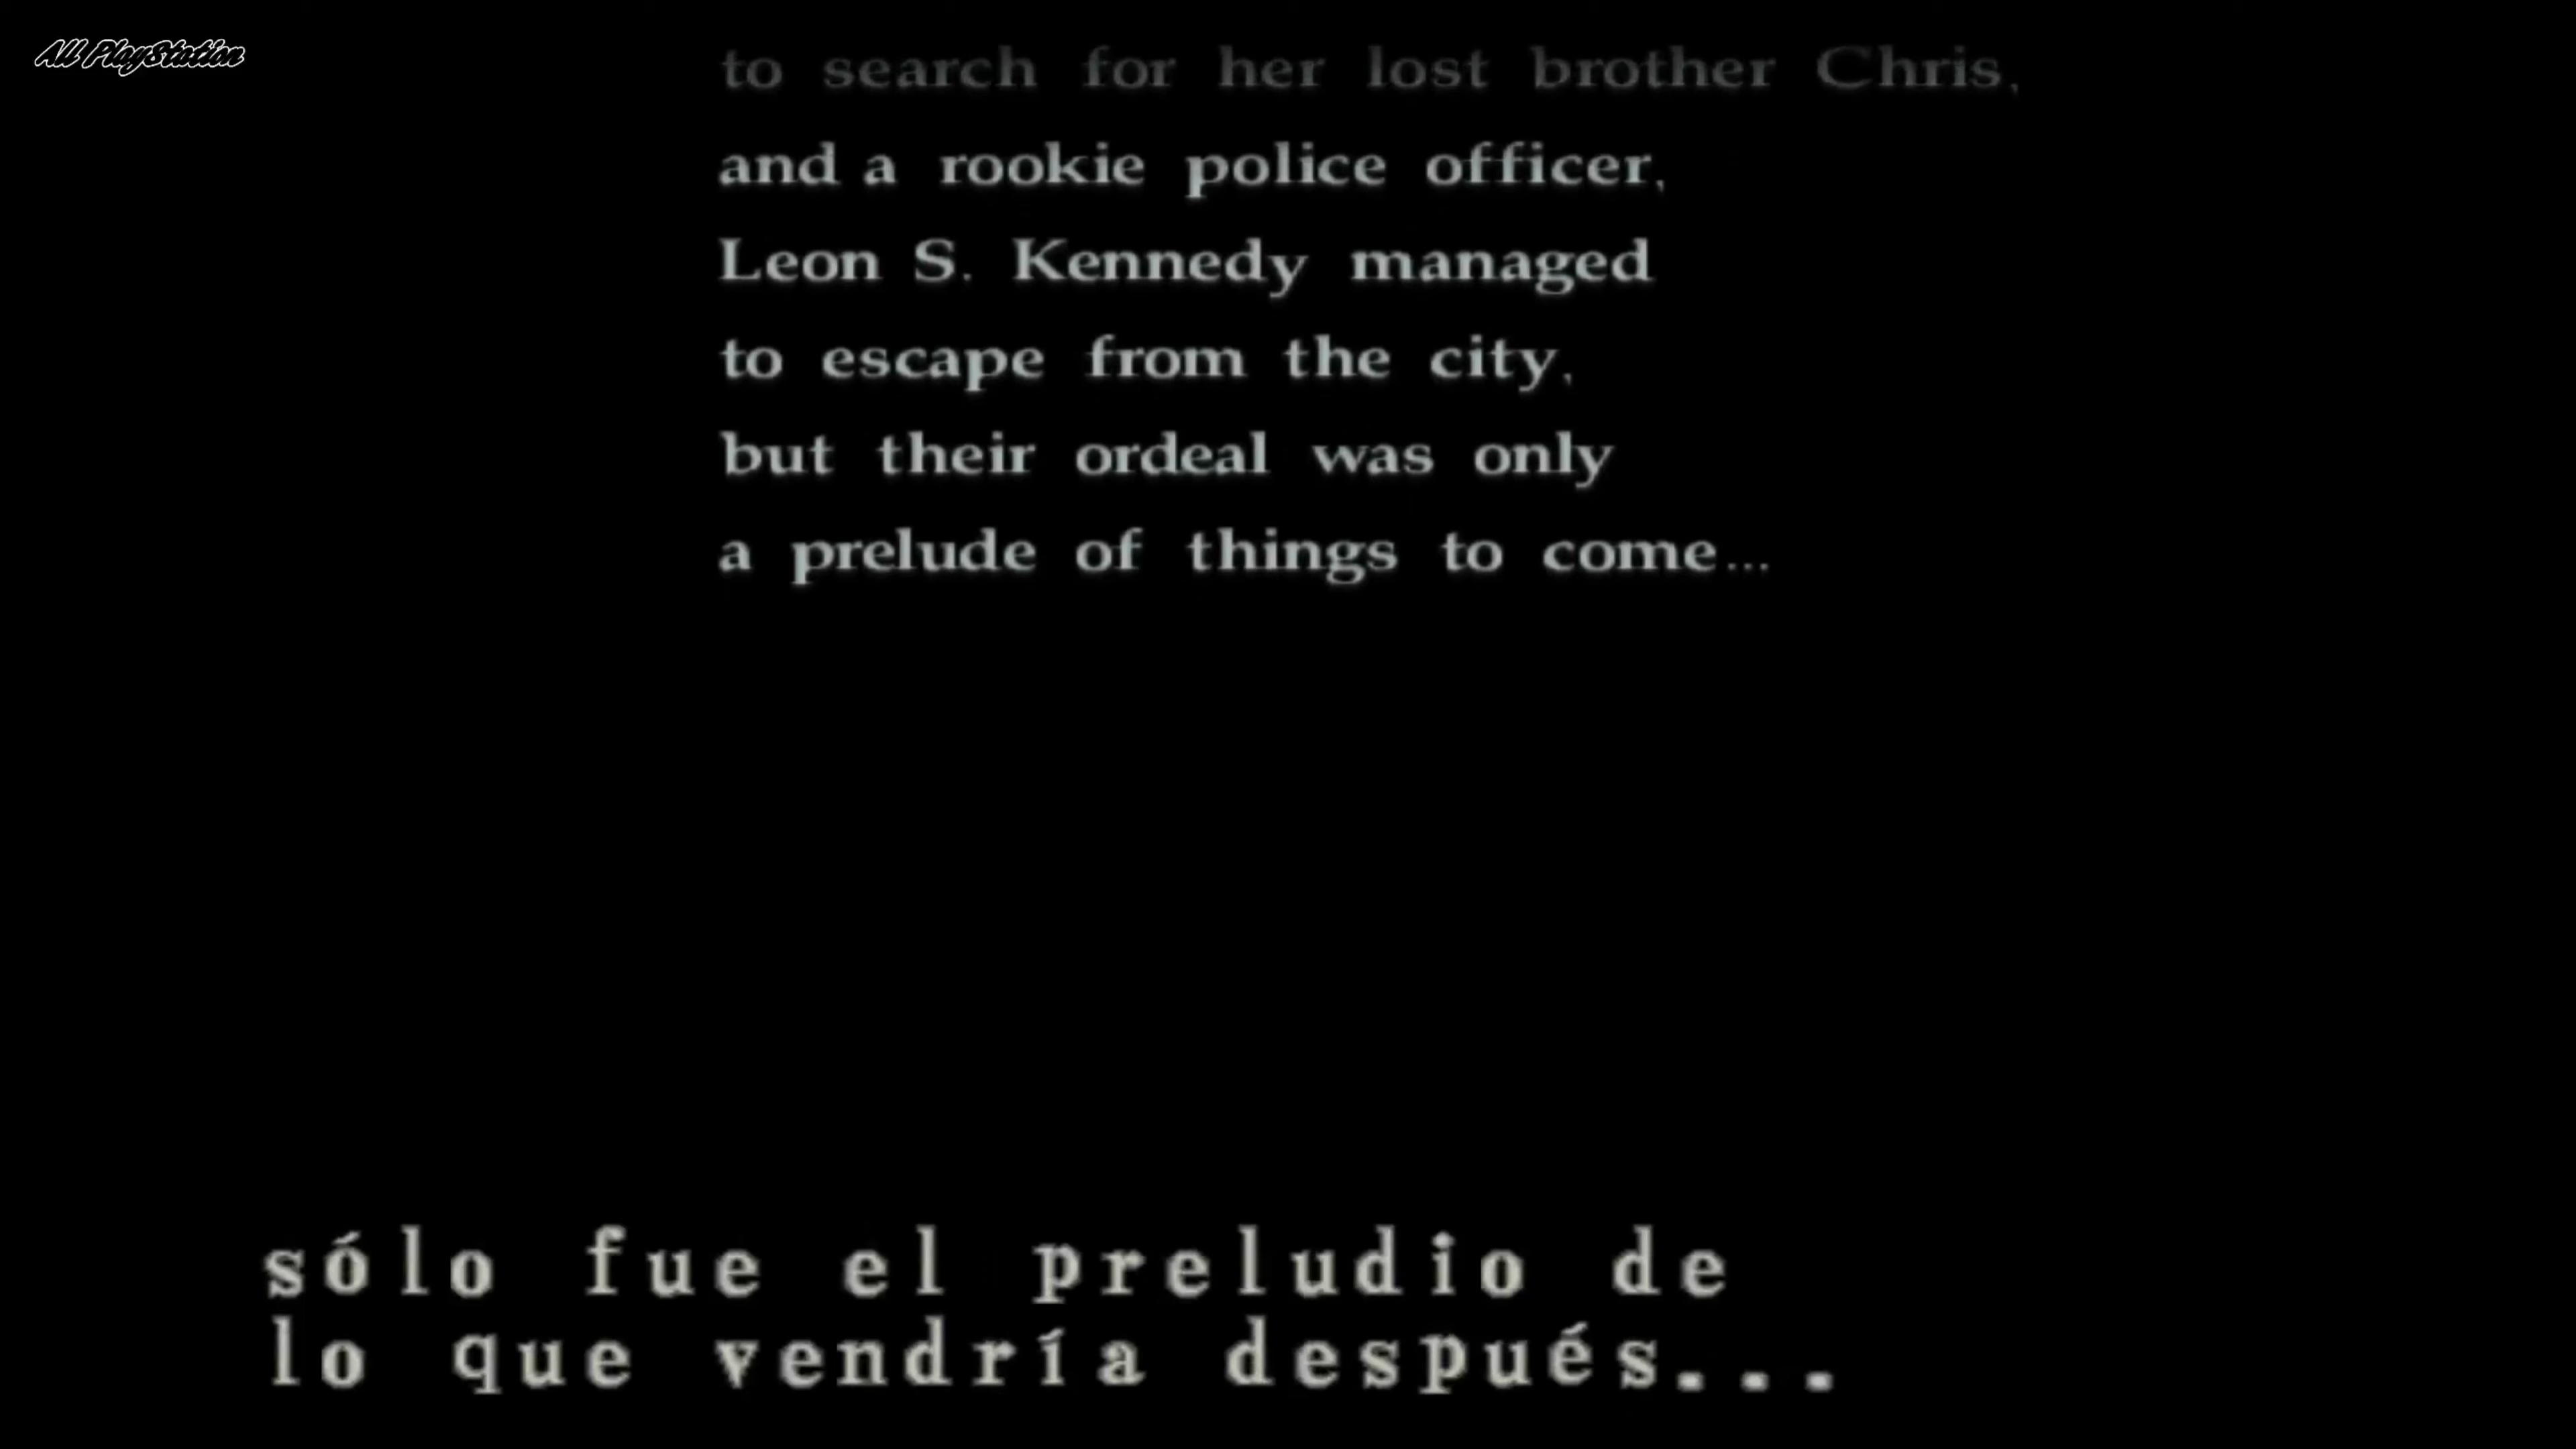 All PlayStation
to search for her lost brother Chris,
and a rookie police officer,
Leon S. Kennedy managed
to escape from the city,
but their ordeal was only
a prelude of things to come...
sólo fue el preludio de
lo que vendría después...